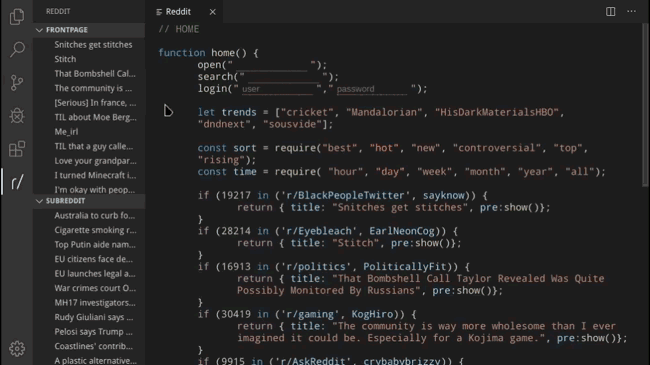 REDDIT
FRONTPAGE
Snitches get stitches
Stitch
That Bombshell Cal...
The community is ...
[Serious] In france, ...
TIL about Moe Berg...
Me_irl
TIL that a guy calle...
Love your grandpar...
I turned Minecraft i...
I'm okay with peop...
SUBREDDIT
Australia to curb fo...
Cigarette smoking r...
Top Putin aide nam...
EU citizens face de...
EU launches legal a...
War crimes court O...
MH17 investigators...
Rudy Giuliani says ...
Pelosi says Trump ...
Coastlines' contrib...
A plastic alternative...
r/
Reddit
// HOME
function home() {
open(" ");
search(" ");
login(" user "," password ");
let trends = ["cricket", "Mandalorian", "HisDarkMaterialsHBO",
"dndnext", "sousvide"];
const sort = require("best", "hot", "new", "controversial", "top",
"rising");
const time = require( "hour", "day", "week", "month", "year", "all");
if (19217 in ('r/BlackPeopleTwitter', sayknow)) {
return { title: "Snitches get stitches", pre:show()};
}
if (28214 in ('r/Eyebleach', EarlNeonCog)) {
return { title: "Stitch", pre:show()};
}
if (16913 in ('r/politics', PoliticallyFit)) {
return { title: "That Bombshell Call Taylor Revealed Was Quite
Possibly Monitored By Russians", pre:show()};
}
if (30419 in ('r/gaming', KogHiro)) {
return { title: "The community is way more wholesome than I ever
imagined it could be. Especially for a Kojima game.", pre:show()};
}
if (9915 in ('r/AskReddit', crybabybrizzy)) {